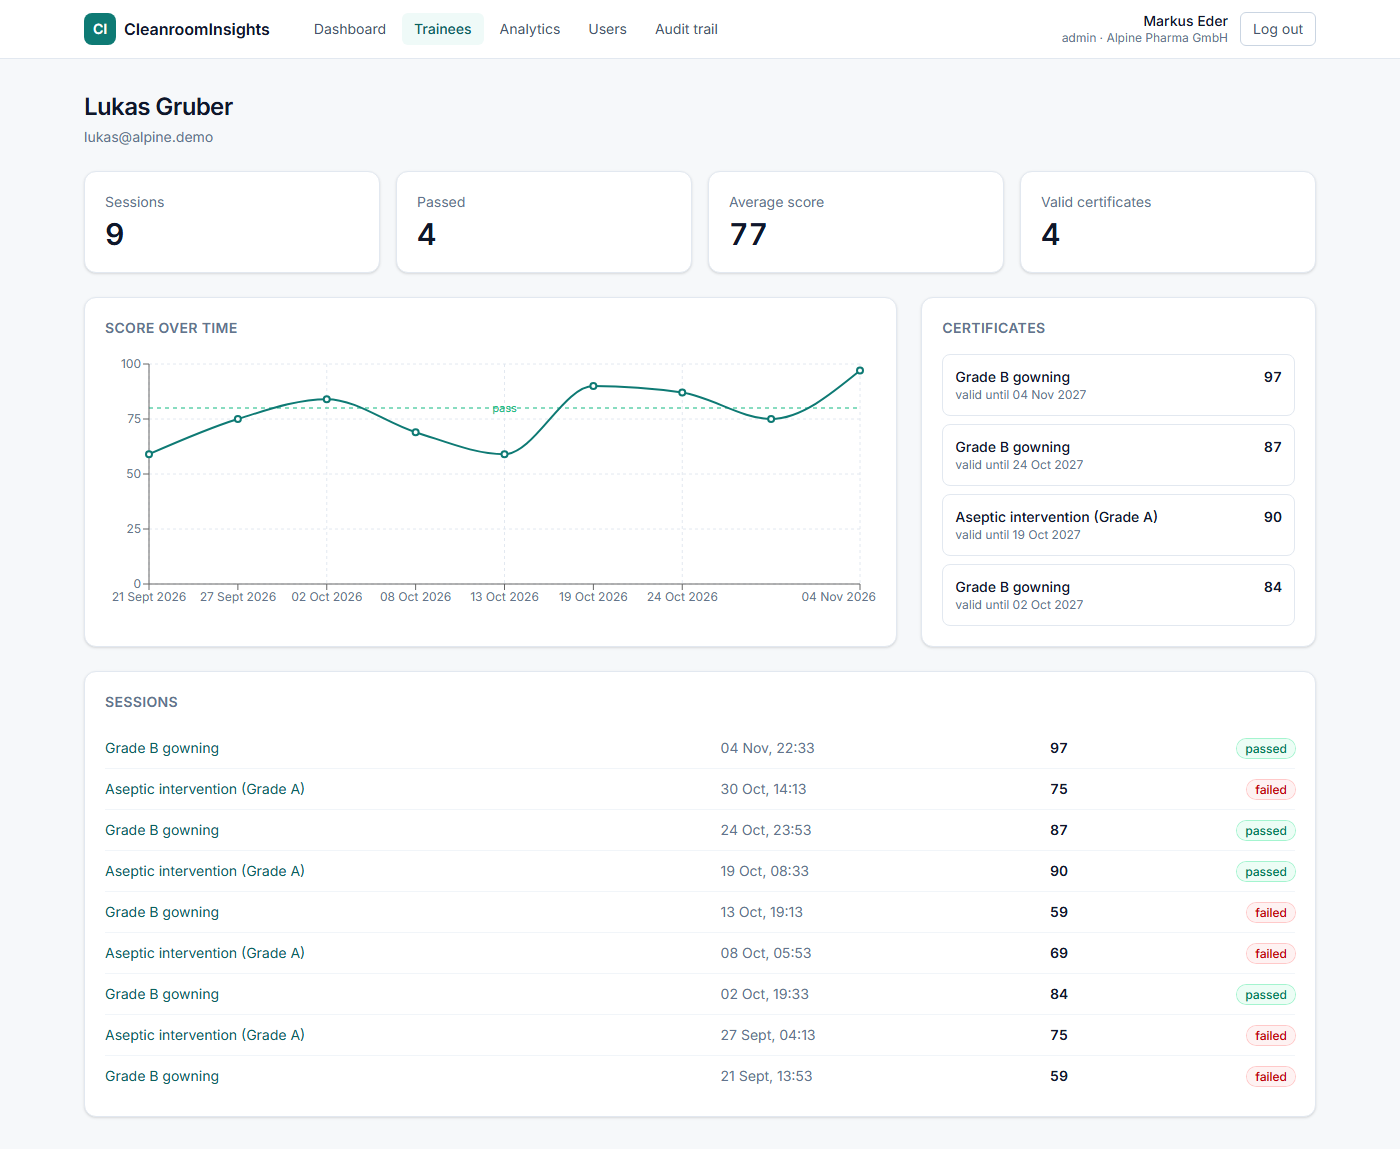 CI CleanroomInsights Dashboard Trainees Analytics Users Audit trail Markus Eder Log out
admin · Alpine Pharma GmbH
Lukas Gruber
lukas@alpine.demo
Sessions Passed Average score Valid certificates
9 4 77 4
SCORE OVER TIME
100
75
50
25
0
pass
21 Sept 2026 27 Sept 2026 02 Oct 2026 08 Oct 2026 13 Oct 2026 19 Oct 2026 24 Oct 2026 04 Nov 2026
CERTIFICATES
Grade B gowning 97
valid until 04 Nov 2027
Grade B gowning 87
valid until 24 Oct 2027
Aseptic intervention (Grade A) 90
valid until 19 Oct 2027
Grade B gowning 84
valid until 02 Oct 2027
SESSIONS
Grade B gowning 04 Nov, 22:33 97 passed
Aseptic intervention (Grade A) 30 Oct, 14:13 75 failed
Grade B gowning 24 Oct, 23:53 87 passed
Aseptic intervention (Grade A) 19 Oct, 08:33 90 passed
Grade B gowning 13 Oct, 19:13 59 failed
Aseptic intervention (Grade A) 08 Oct, 05:53 69 failed
Grade B gowning 02 Oct, 19:33 84 passed
Aseptic intervention (Grade A) 27 Sept, 04:13 75 failed
Grade B gowning 21 Sept, 13:53 59 failed